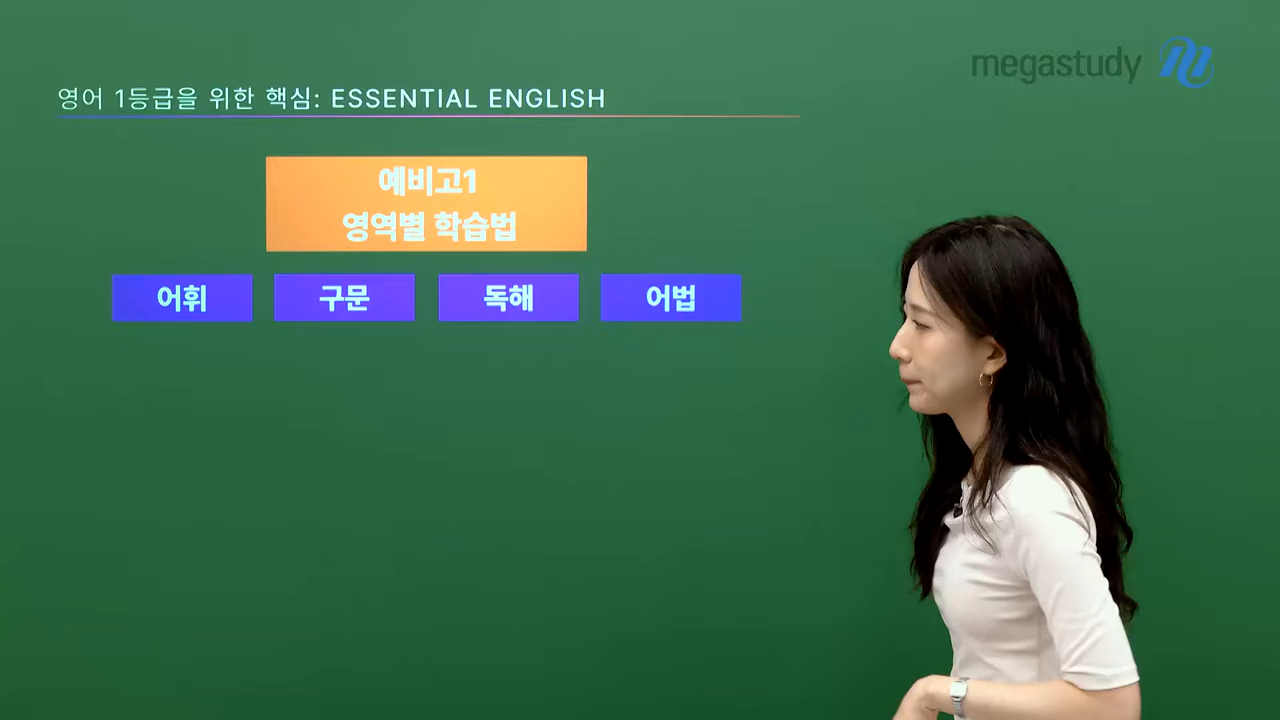 megastudy
영어 1등급을 위한 핵심: ESSENTIAL ENGLISH
예비고1
영역별 학습법
어휘
구문
독해
어법